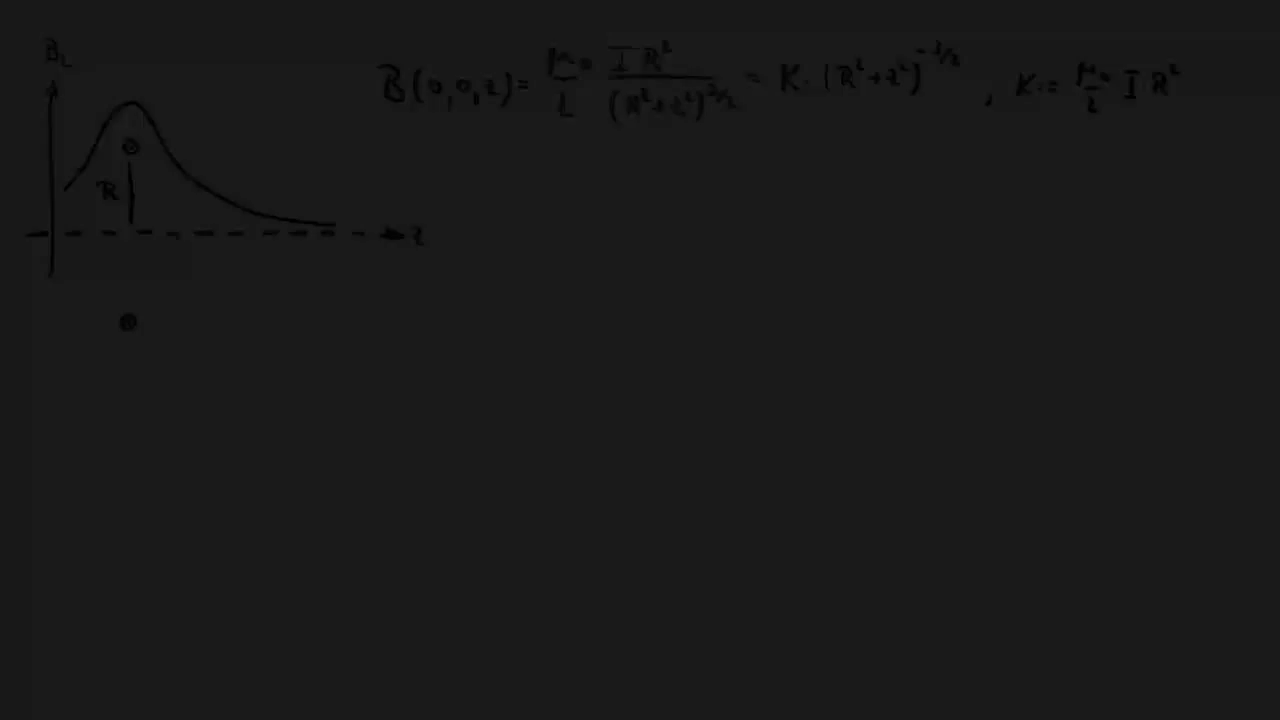 B_z
B(0,0,z) = μ₀/2 I R²/(R²+z²)^{3/2} = K · (R²+z²)^{-3/2} , K := μ₀/2 I R²
R
z